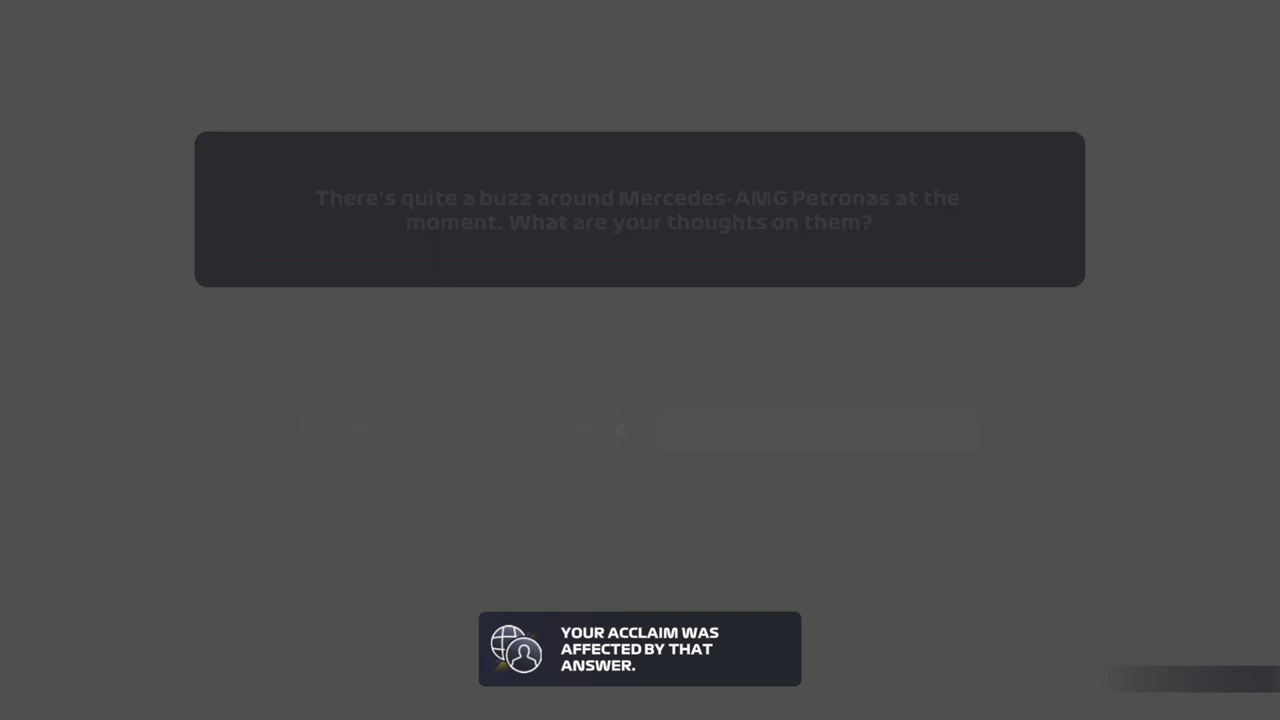 There's quite a buzz around Mercedes-AMG Petronas at the
moment. What are your thoughts on them?
YOUR ACCLAIM WAS
AFFECTED BY THAT
ANSWER.